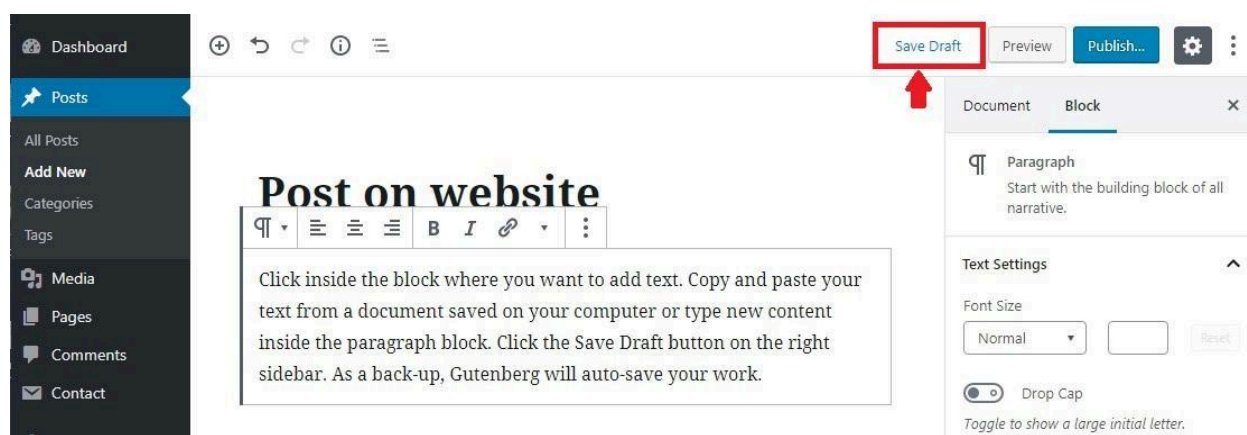 Dashboard
Save Draft
Preview
Publish...
Posts
Document
Block
All Posts
Add New
Categories
Tags
Paragraph
Start with the building block of all
narrative.
Post on website
B I
Media
Pages
Comments
Contact
Click inside the block where you want to add text. Copy and paste your
text from a document saved on your computer or type new content
inside the paragraph block. Click the Save Draft button on the right
sidebar. As a back-up, Gutenberg will auto-save your work.
Text Settings
Font Size
Normal
Reset
Drop Cap
Toggle to show a large initial letter.